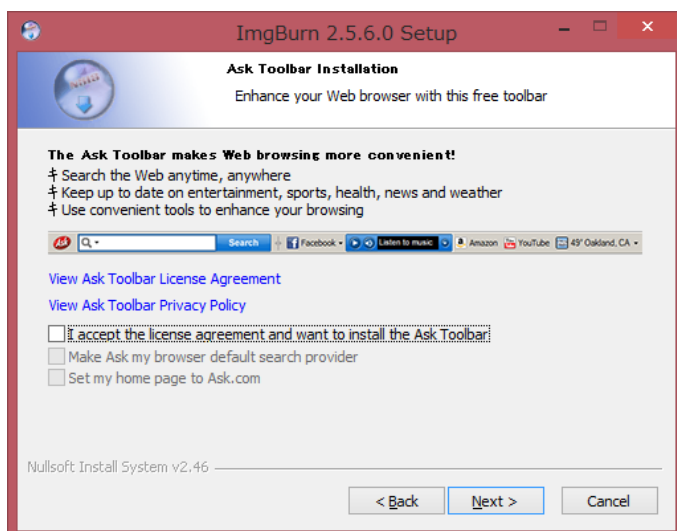 ImgBurn 2.5.6.0 Setup
Ask Toolbar Installation
Enhance your Web browser with this free toolbar
The Ask Toolbar makes Web browsing more convenient!
ｷ Search the Web anytime, anywhere
ｷ Keep up to date on entertainment, sports, health, news and weather
ｷ Use convenient tools to enhance your browsing
Ask Search Facebook Listen to music Amazon YouTube 49° Oakland, CA
View Ask Toolbar License Agreement
View Ask Toolbar Privacy Policy
I accept the license agreement and want to install the Ask Toolbar
Make Ask my browser default search provider
Set my home page to Ask.com
Nullsoft Install System v2.46
< Back Next > Cancel